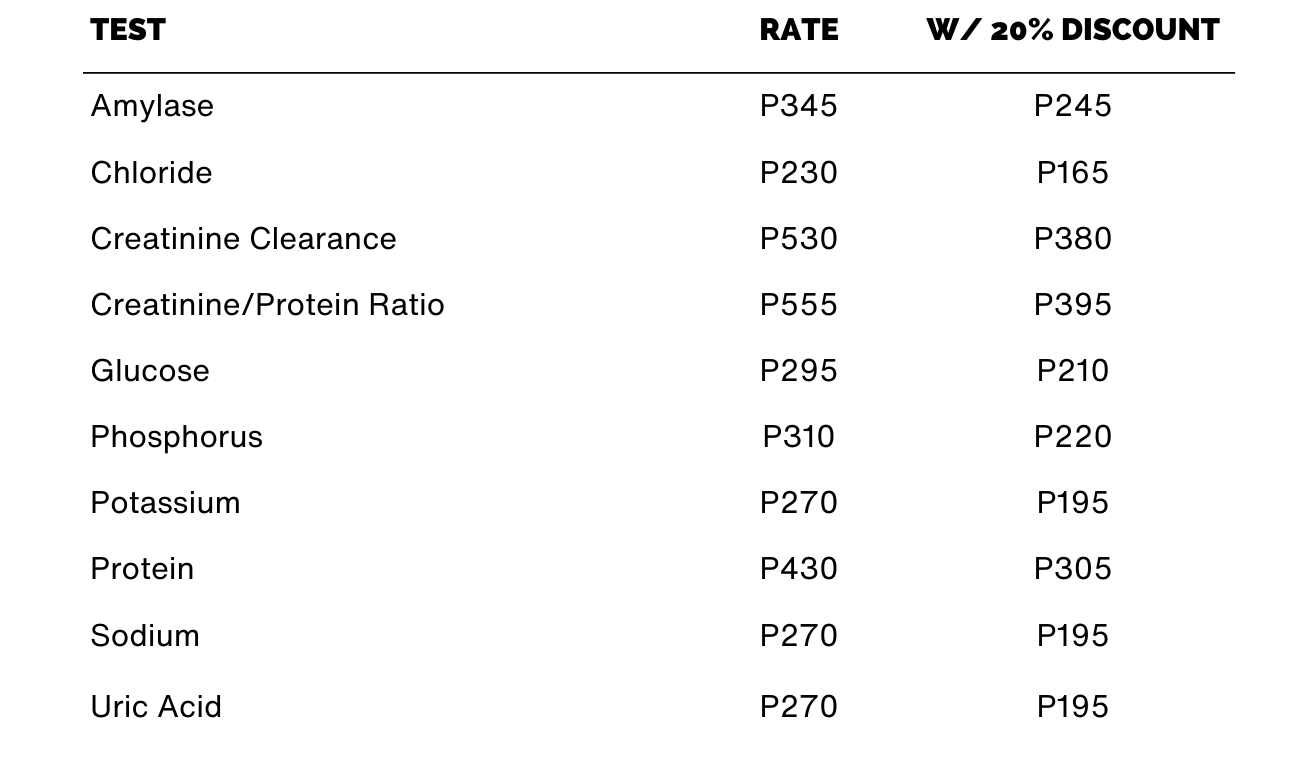 TEST RATE W/ 20% DISCOUNT
Amylase P345 P245
Chloride P230 P165
Creatinine Clearance P530 P380
Creatinine/Protein Ratio P555 P395
Glucose P295 P210
Phosphorus P310 P220
Potassium P270 P195
Protein P430 P305
Sodium P270 P195
Uric Acid P270 P195